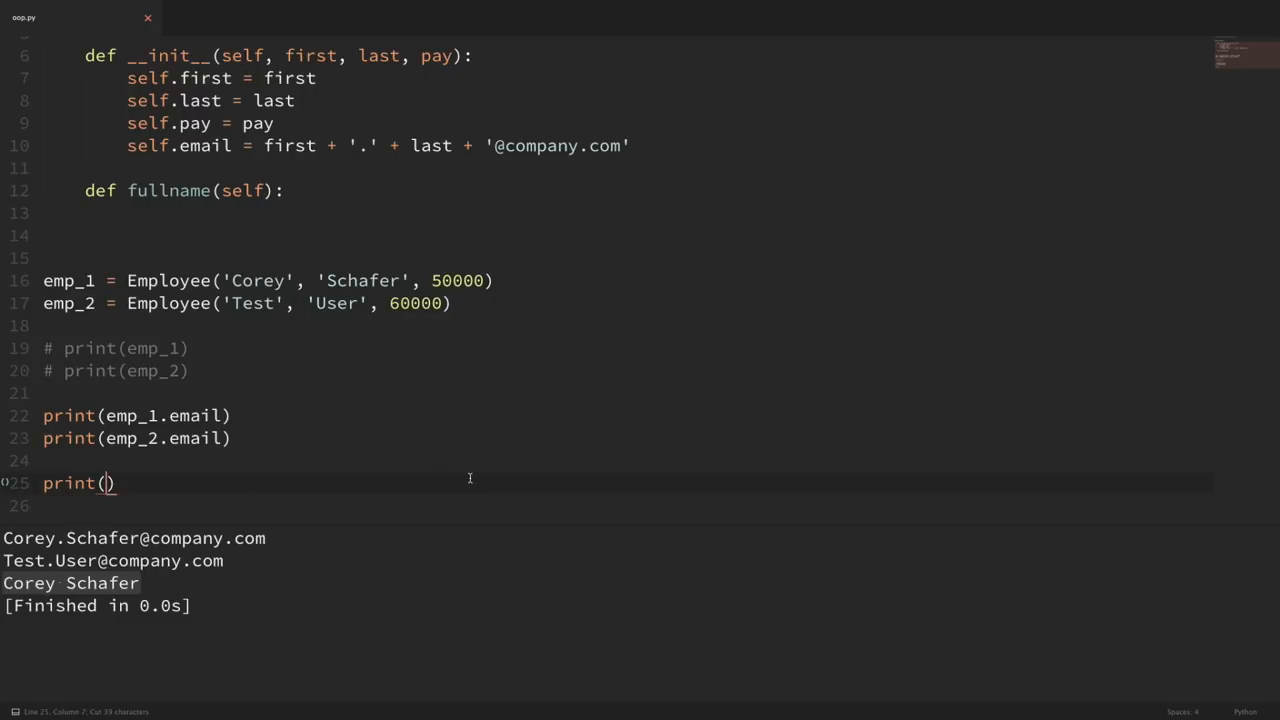 oop.py
6 def __init__(self, first, last, pay):
7 self.first = first
8 self.last = last
9 self.pay = pay
10 self.email = first + '.' + last + '@company.com'
11
12 def fullname(self):
13
14
15
16 emp_1 = Employee('Corey', 'Schafer', 50000)
17 emp_2 = Employee('Test', 'User', 60000)
18
19 # print(emp_1)
20 # print(emp_2)
21
22 print(emp_1.email)
23 print(emp_2.email)
24
25 print()
26
Corey.Schafer@company.com
Test.User@company.com
Corey Schafer
[Finished in 0.0s]
Line 25, Column 7; Cut 39 characters
Spaces: 4
Python